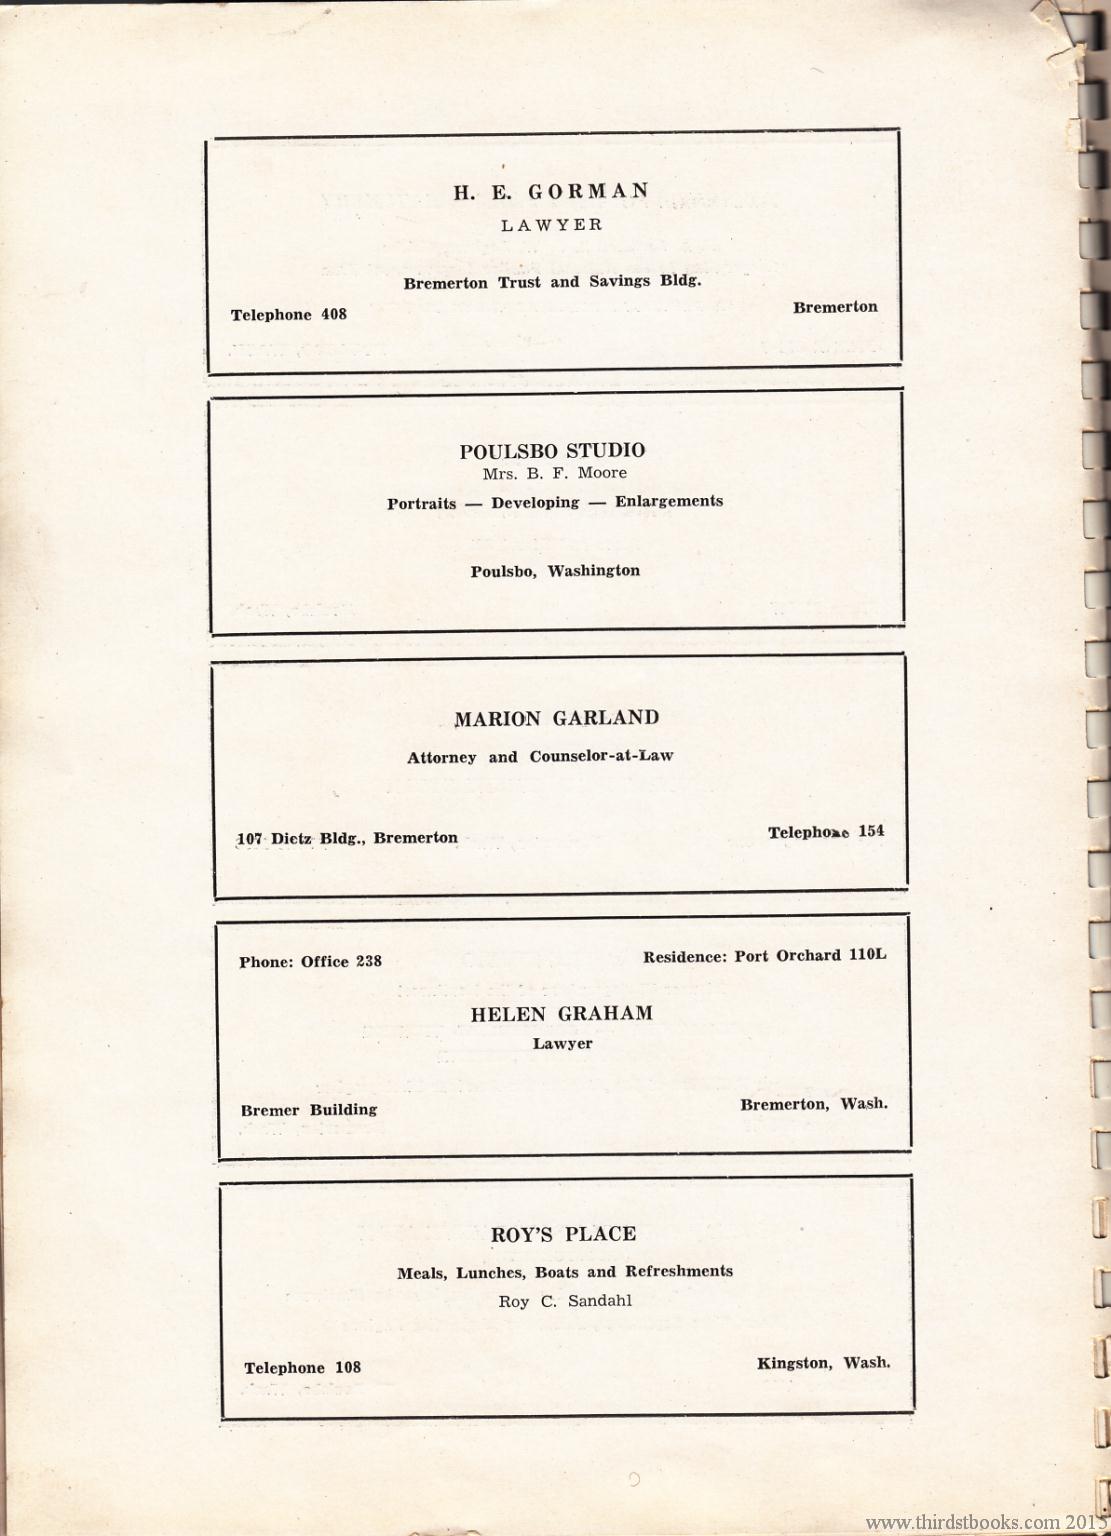 H. E. GORMAN
LAWYER
Bremerton Trust and Savings Bldg.
Telephone 408 Bremerton
POULSBO STUDIO
Mrs. B. F. Moore
Portraits — Developing — Enlargements
Poulsbo, Washington
MARION GARLAND
Attorney and Counselor-at-Law
107 Dietz Bldg., Bremerton Telephone 154
Phone: Office 238 Residence: Port Orchard 110L
HELEN GRAHAM
Lawyer
Bremer Building Bremerton, Wash.
ROY'S PLACE
Meals, Lunches, Boats and Refreshments
Roy C. Sandahl
Telephone 108 Kingston, Wash.
www.thirdstbooks.com 2015